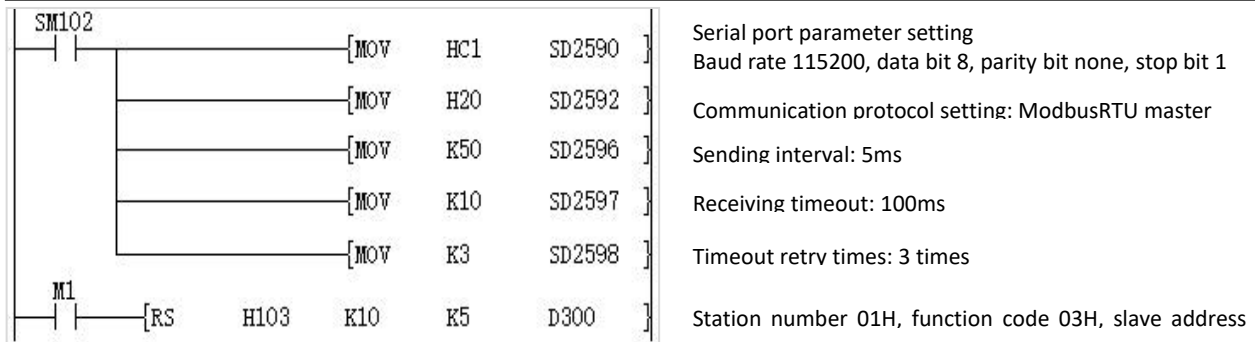 SM102
[MOV HC1 SD2590 ]
Serial port parameter setting
Baud rate 115200, data bit 8, parity bit none, stop bit 1
[MOV H20 SD2592 ]
Communication protocol setting: ModbusRTU master
[MOV K50 SD2596 ]
Sending interval: 5ms
[MOV K10 SD2597 ]
Receiving timeout: 100ms
[MOV K3 SD2598 ]
Timeout retry times: 3 times
M1
[RS H103 K10 K5 D300 ]
Station number 01H, function code 03H, slave address